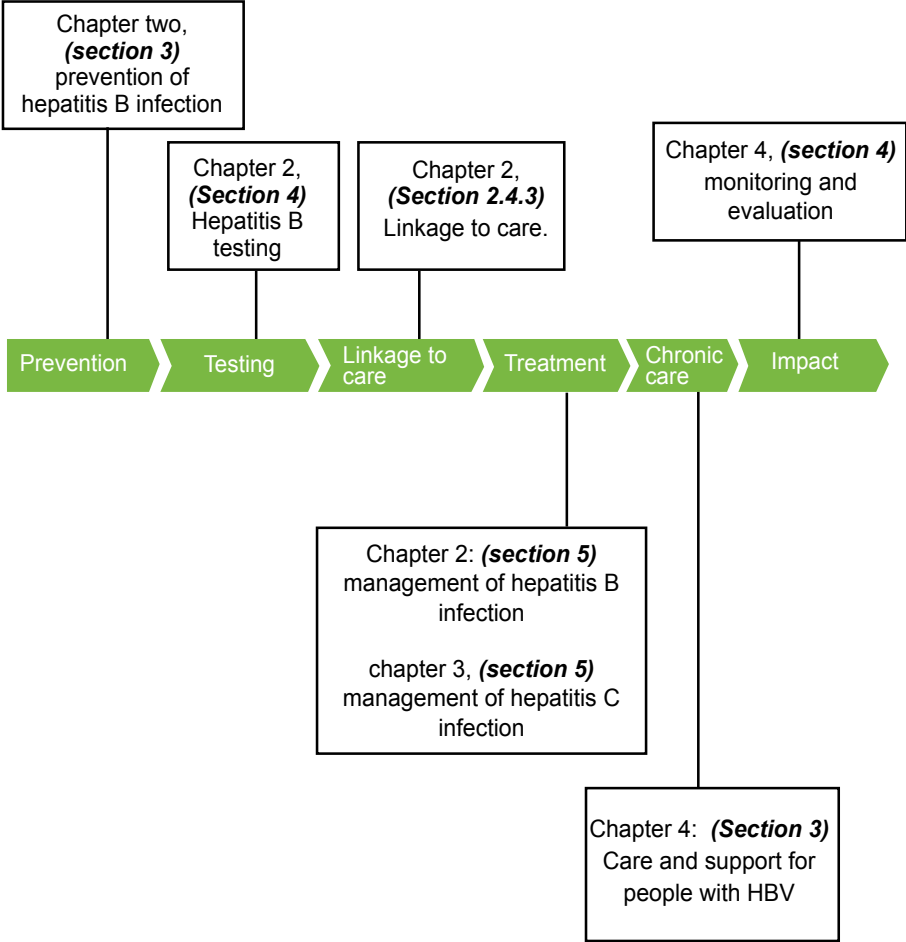 Chapter two,
(section 3)
prevention of
hepatitis B infection
Chapter 2,
(Section 4)
Hepatitis B
testing
Chapter 2,
(Section 2.4.3)
Linkage to care.
Chapter 4, (section 4)
monitoring and
evaluation
Prevention
Testing
Linkage to
care
Treatment
Chronic
care
Impact
Chapter 2: (section 5)
management of hepatitis B
infection
chapter 3, (section 5)
management of hepatitis C
infection
Chapter 4: (Section 3)
Care and support for
people with HBV